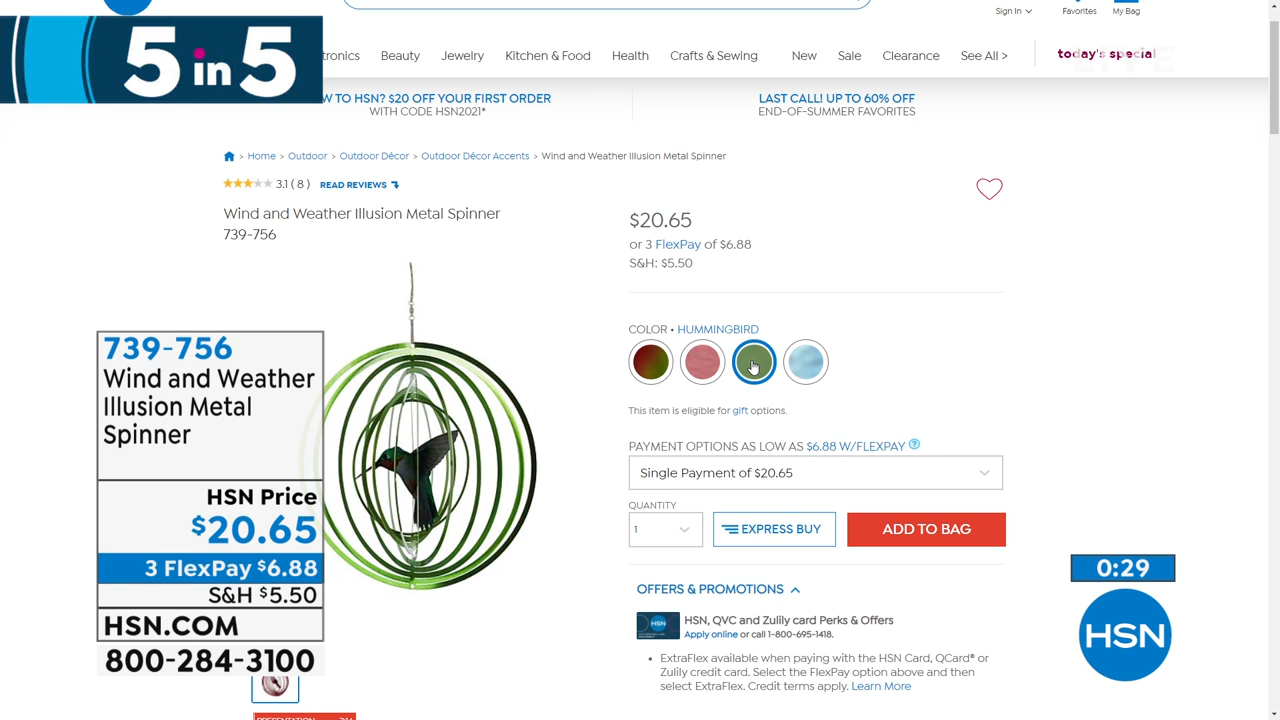 5 in 5
Sign In
Favorites
My Bag
tronics
Beauty
Jewelry
Kitchen & Food
Health
Crafts & Sewing
New
Sale
Clearance
See All >
today's special
W TO HSN? $20 OFF YOUR FIRST ORDER
WITH CODE HSN2021*
LAST CALL! UP TO 60% OFF
END-OF-SUMMER FAVORITES
> Home > Outdoor > Outdoor Décor > Outdoor Décor Accents > Wind and Weather Illusion Metal Spinner
3.1 ( 8 ) READ REVIEWS
Wind and Weather Illusion Metal Spinner
739-756
$20.65
or 3 FlexPay of $6.88
S&H: $5.50
COLOR • HUMMINGBIRD
This item is eligible for gift options.
PAYMENT OPTIONS AS LOW AS $6.88 W/FLEXPAY ?
Single Payment of $20.65
QUANTITY
1
EXPRESS BUY
ADD TO BAG
OFFERS & PROMOTIONS
HSN
HSN, QVC and Zulily card Perks & Offers
Apply online or call 1-800-695-1418.
• ExtraFlex available when paying with the HSN Card, QCard® or
Zulily credit card. Select the FlexPay option above and then
select ExtraFlex. Credit terms apply. Learn More
739-756
Wind and Weather
Illusion Metal
Spinner
HSN Price
$20.65
3 FlexPay $6.88
S&H $5.50
HSN.COM
800-284-3100
0:29
HSN